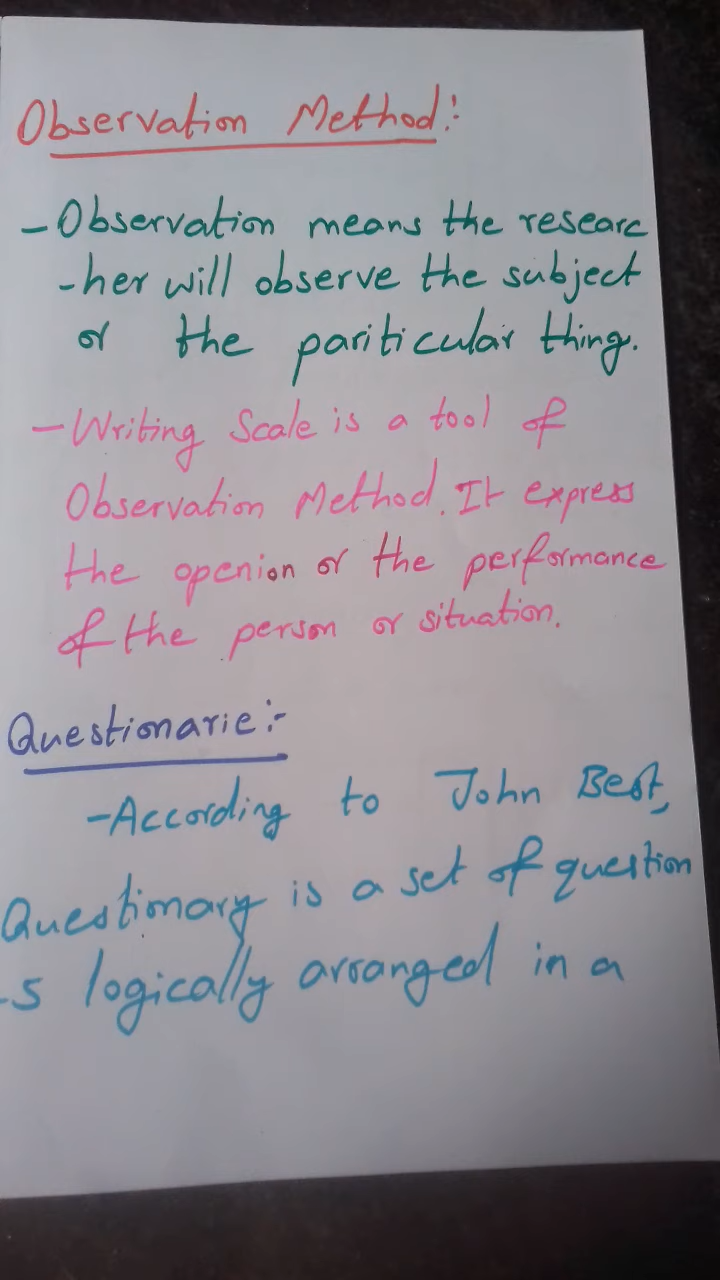 Observation Method:-
- Observation means the researc
-her will observe the subject
or the pariticular thing.
- Writing Scale is a tool of
Observation Method. It express
the openion or the performance
of the person or situation.
Questionarie:-
- According to John Best,
Questionary is a set of question
-s logically arranged in a